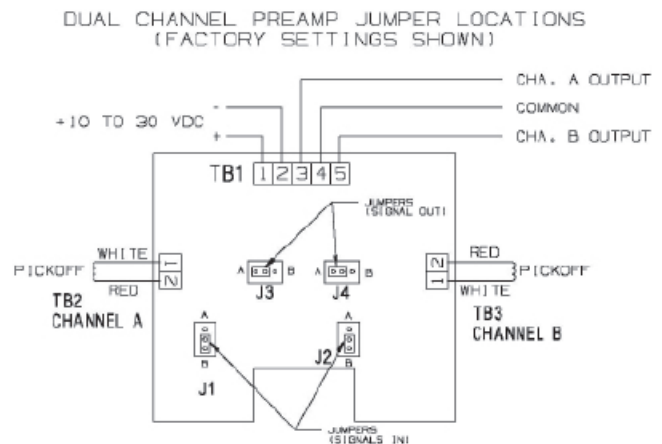 DUAL CHANNEL PREAMP JUMPER LOCATIONS
(FACTORY SETTINGS SHOWN)
CHA. A OUTPUT
-
COMMON
+10 TO 30 VDC
+
CHA. B OUTPUT
TB1 1 2 3 4 5
JUMPERS
(SIGNAL OUT)
WHITE 1
2 RED
PICKOFF
A B
A B
PICKOFF
RED 2
J3
J4
1 WHITE
TB2
CHANNEL A
TB3
CHANNEL B
A
A
J2
B
B
J1
JUMPERS
(SIGNALS IN)